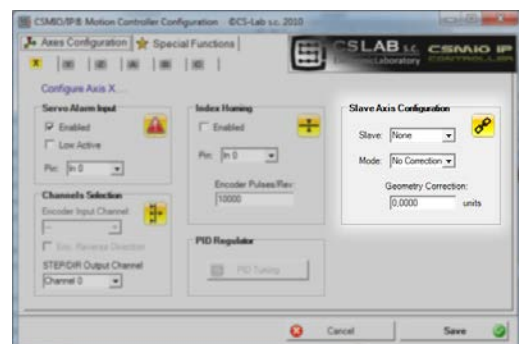 CSMIO/IP® Motion Controller Configuration ©CS-Lab s.c. 2010
Axes Configuration
Special Functions
CSLAB s.c.
Laboratory
CSMIO IP
CONTROLLER
X
Configure Axis X...
Servo Alarm Input
Enabled
Low Active
Pin: In 0
Channels Selection
Encoder Input Channel
--
Enc. Reverse Direction
STEP/DIR Output Channel
Channel 0
Index Homing
Enabled
Pin: In 0
Encoder Pulses/Rev:
10000
PID Regulator
PID Tuning
Slave Axis Configuration
Slave: None
Mode: No Correction
Geometry Correction:
0,0000 units
Cancel
Save